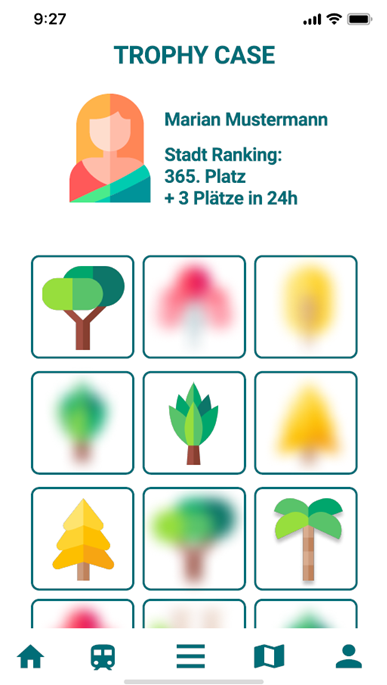 9:27
TROPHY CASE
Marian Mustermann
Stadt Ranking:
365. Platz
+ 3 Plätze in 24h